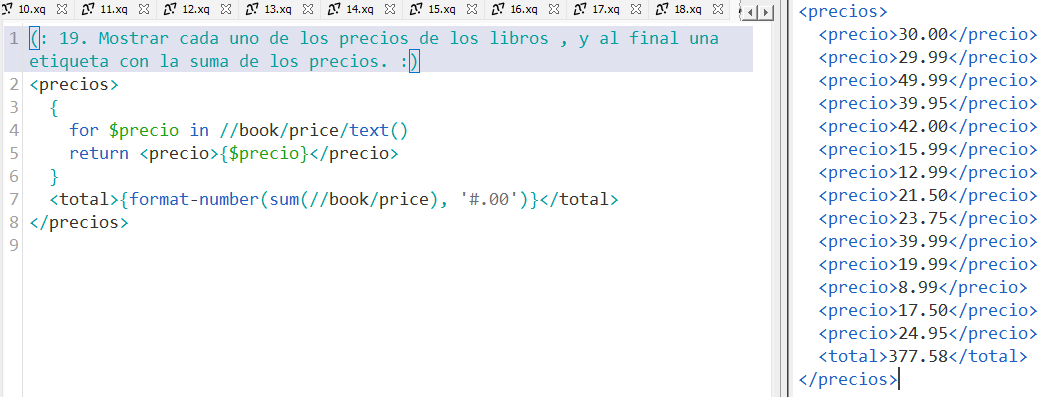 10.xq 11.xq 12.xq 13.xq 14.xq 15.xq 16.xq 17.xq 18.xq
1 (: 19. Mostrar cada uno de los precios de los libros , y al final una
etiqueta con la suma de los precios. :)
2 <precios>
3 {
4 for $precio in //book/price/text()
5 return <precio>{$precio}</precio>
6 }
7 <total>{format-number(sum(//book/price), '#.00')}</total>
8 </precios>
9
<precios>
<precio>30.00</precio>
<precio>29.99</precio>
<precio>49.99</precio>
<precio>39.95</precio>
<precio>42.00</precio>
<precio>15.99</precio>
<precio>12.99</precio>
<precio>21.50</precio>
<precio>23.75</precio>
<precio>39.99</precio>
<precio>19.99</precio>
<precio>8.99</precio>
<precio>17.50</precio>
<precio>24.95</precio>
<total>377.58</total>
</precios>